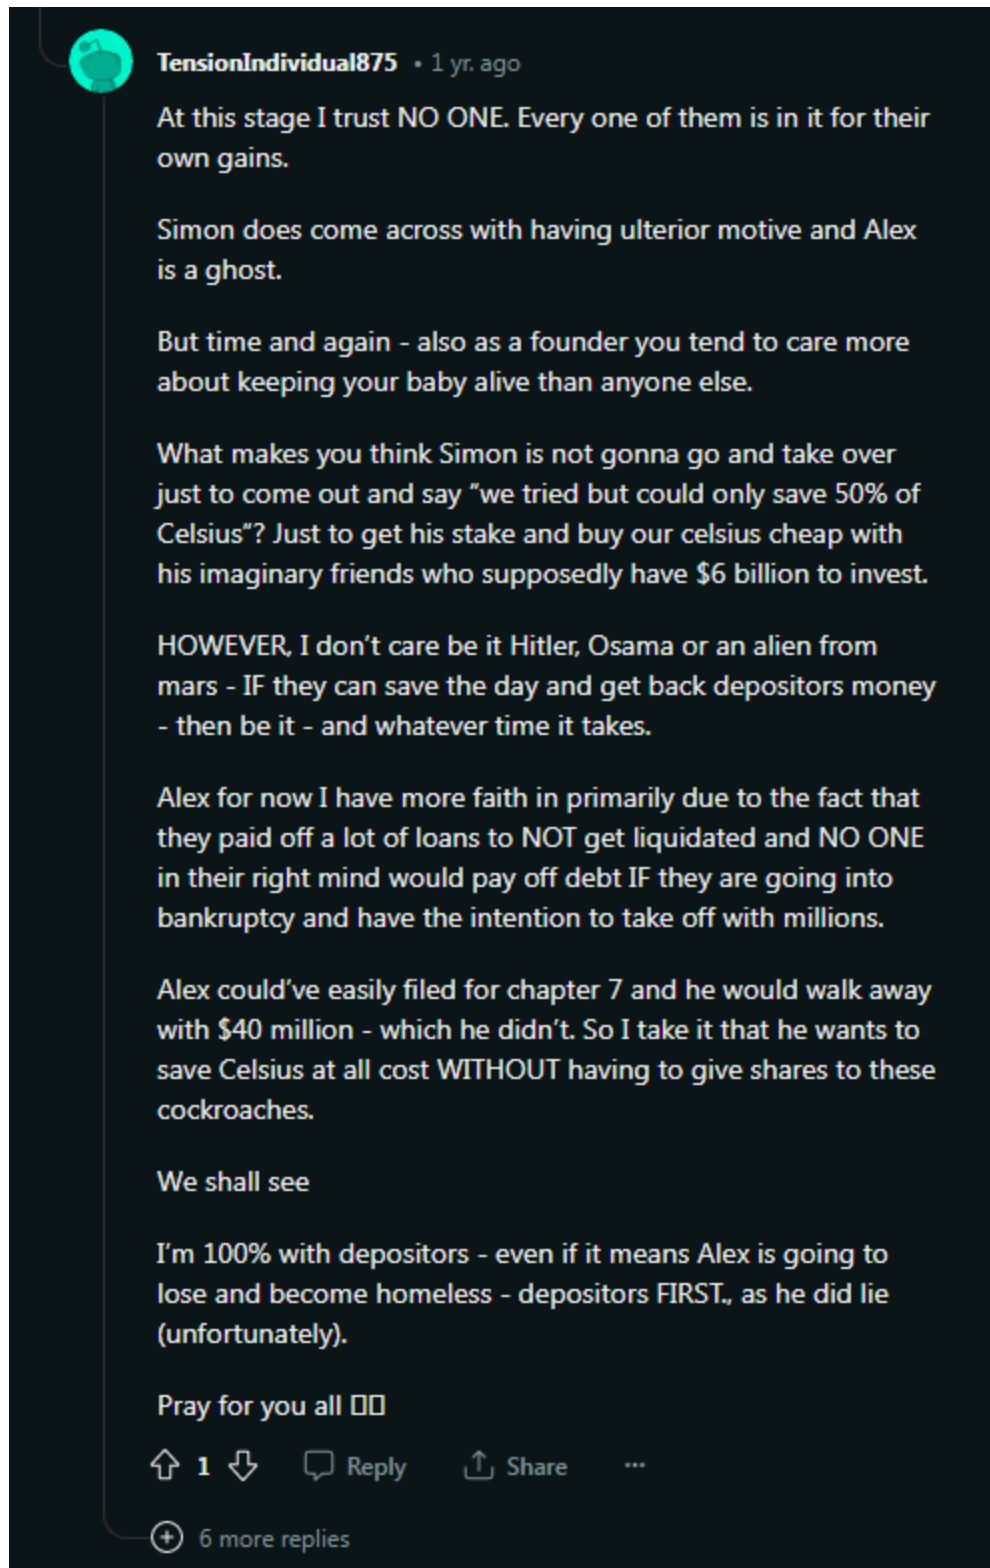 TensionIndividual875 • 1 yr. ago
At this stage I trust NO ONE. Every one of them is in it for their
own gains.
Simon does come across with having ulterior motive and Alex
is a ghost.
But time and again - also as a founder you tend to care more
about keeping your baby alive than anyone else.
What makes you think Simon is not gonna go and take over
just to come out and say “we tried but could only save 50% of
Celsius”? Just to get his stake and buy our celsius cheap with
his imaginary friends who supposedly have $6 billion to invest.
HOWEVER, I don’t care be it Hitler, Osama or an alien from
mars - IF they can save the day and get back depositors money
- then be it - and whatever time it takes.
Alex for now I have more faith in primarily due to the fact that
they paid off a lot of loans to NOT get liquidated and NO ONE
in their right mind would pay off debt IF they are going into
bankruptcy and have the intention to take off with millions.
Alex could’ve easily filed for chapter 7 and he would walk away
with $40 million - which he didn’t. So I take it that he wants to
save Celsius at all cost WITHOUT having to give shares to these
cockroaches.
We shall see
I’m 100% with depositors - even if it means Alex is going to
lose and become homeless - depositors FIRST., as he did lie
(unfortunately).
Pray for you all
1 Reply Share ...
6 more replies